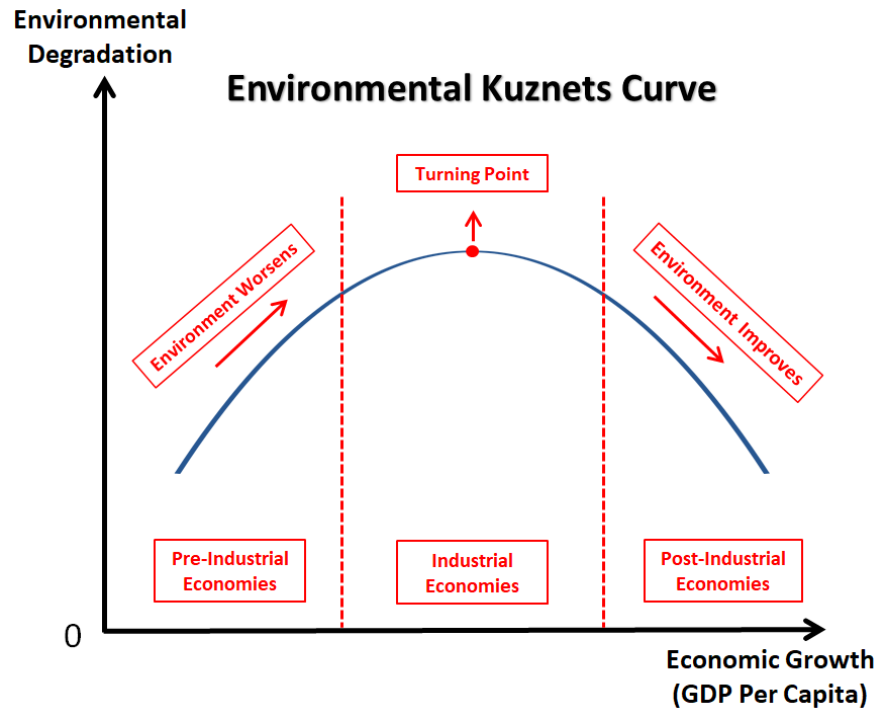 Environmental
Degradation
Environmental Kuznets Curve
Turning Point
Environment Worsens
Environment Improves
Pre-Industrial
Economies
Industrial
Economies
Post-Industrial
Economies
0
Economic Growth
(GDP Per Capita)